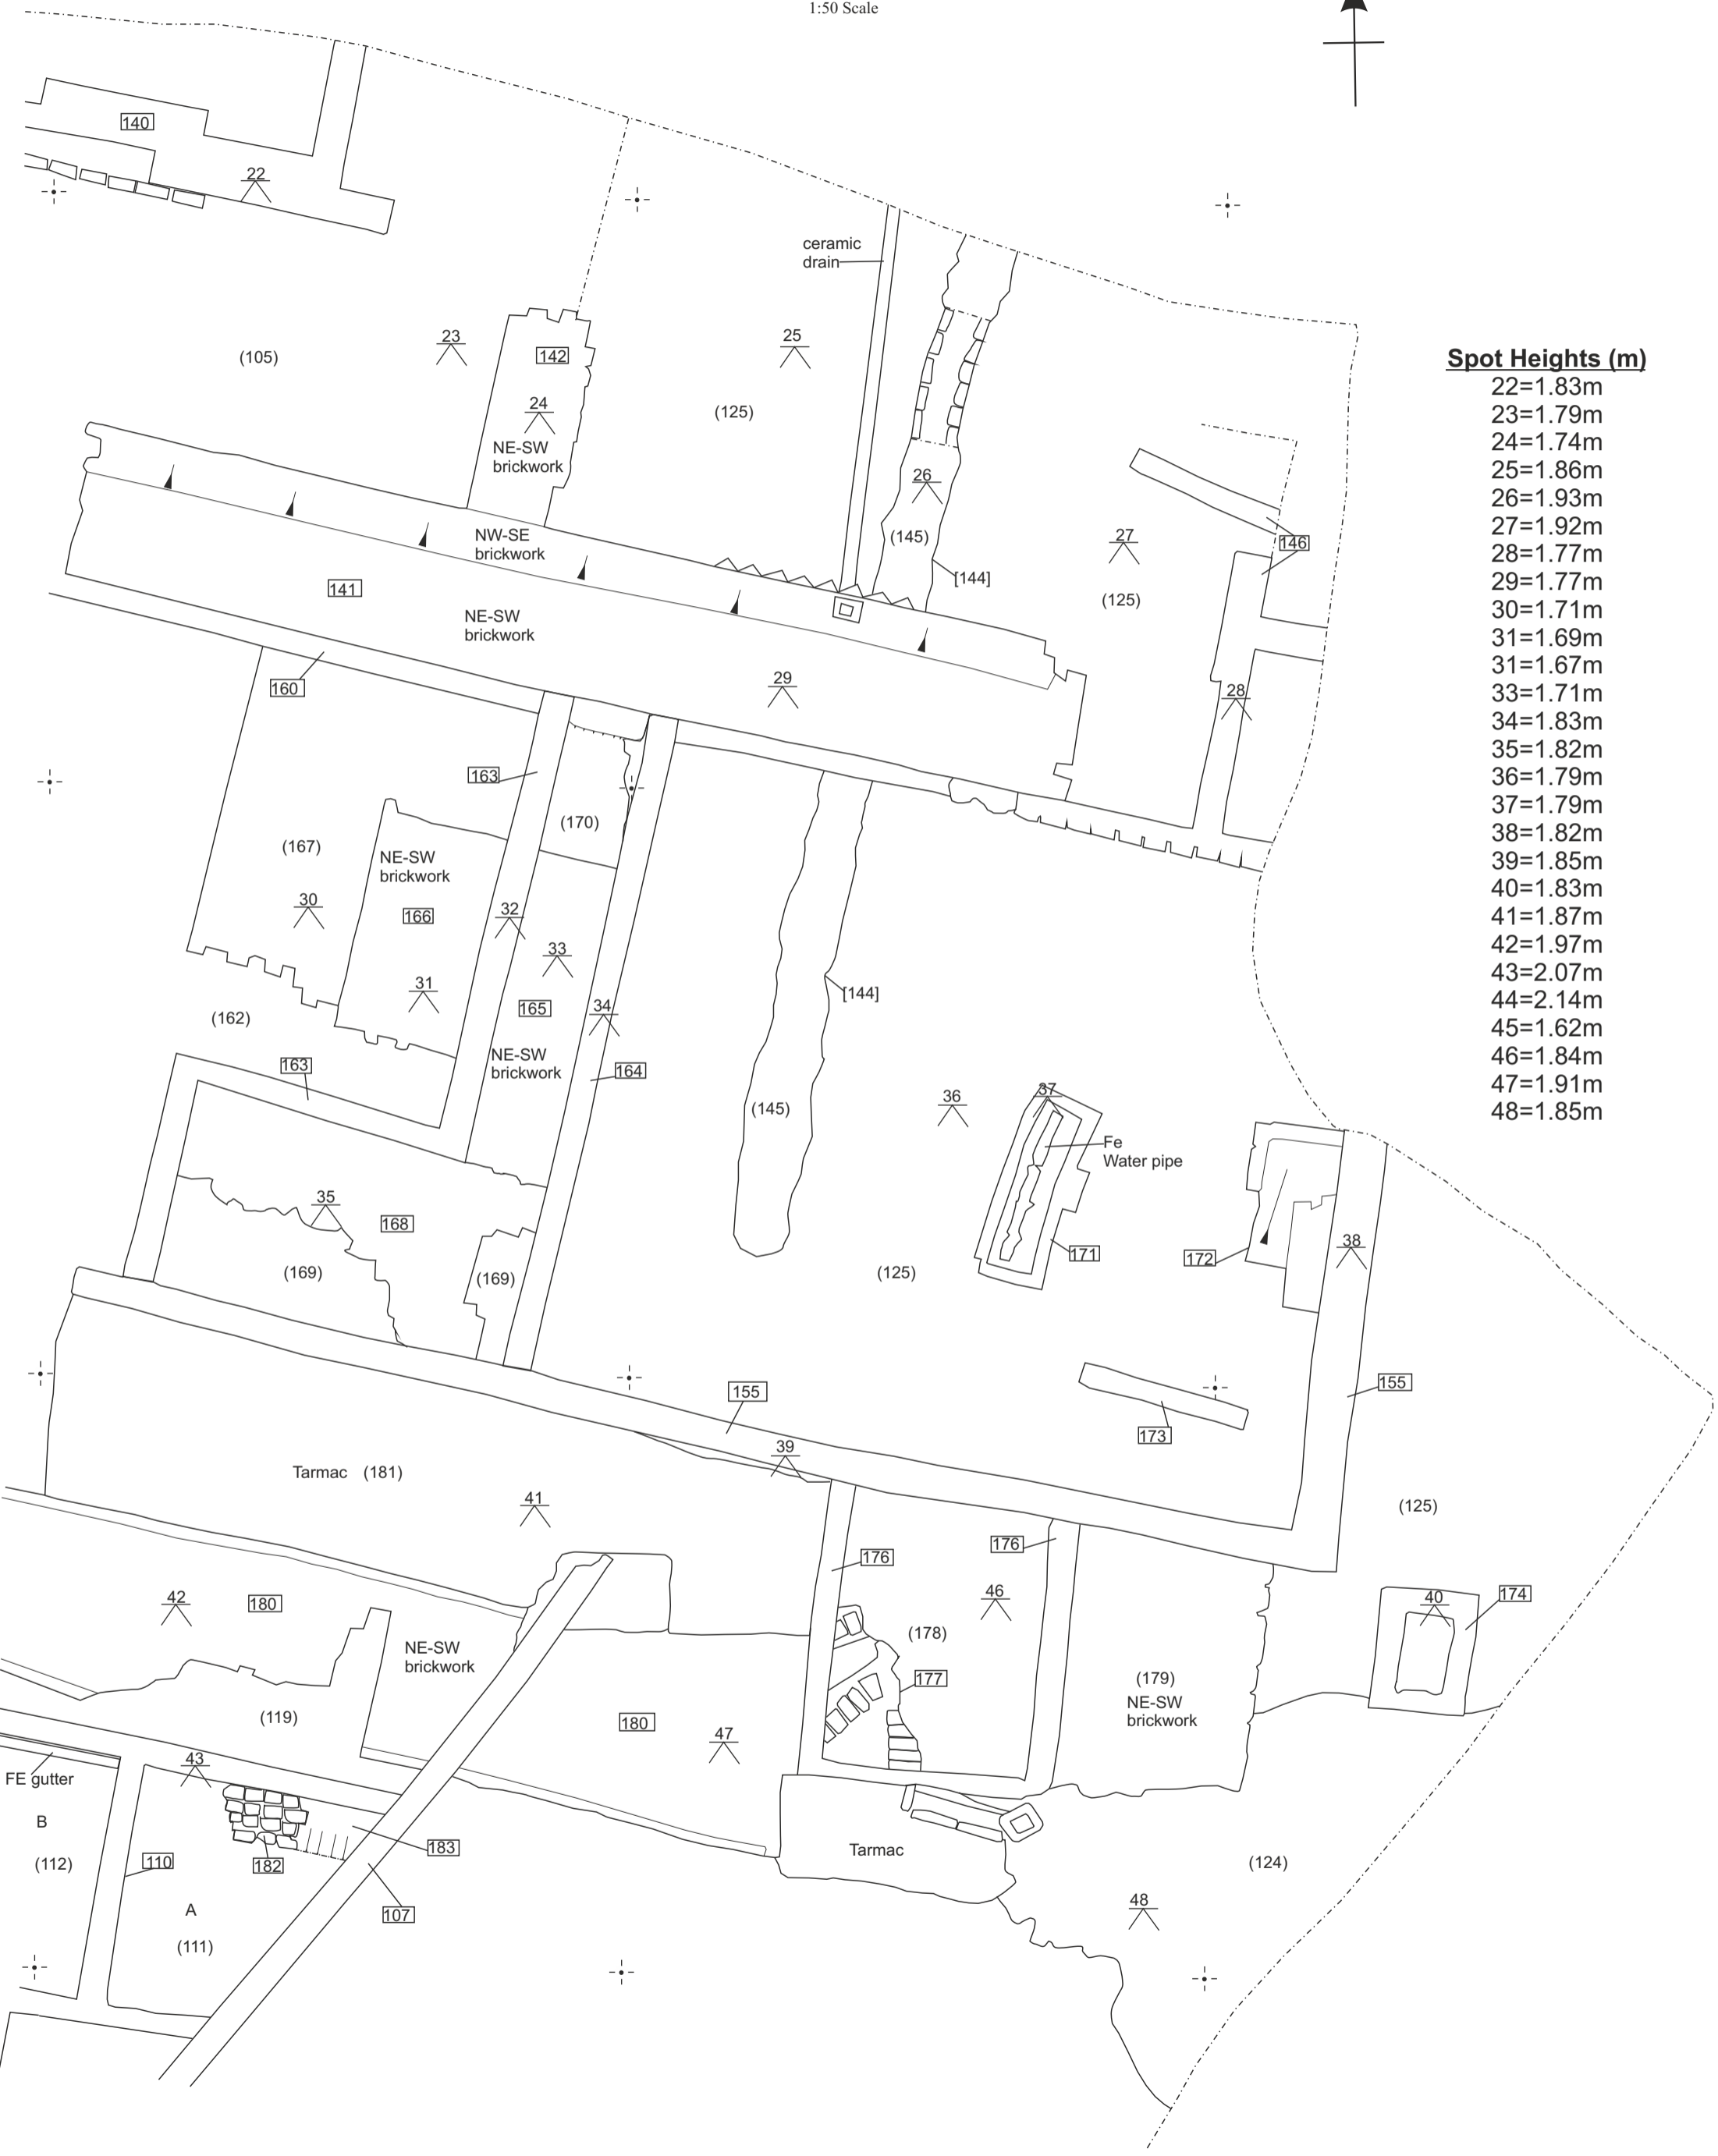 1:50 Scale
140
22
ceramic
drain
23
25
142
(105)
24
(125)
NE-SW
brickwork
26
NW-SE
brickwork
(145)
27
146
[144]
141
(125)
NE-SW
brickwork
160
29
28
163
(170)
(167)
NE-SW
brickwork
30
166
32
33
31
[144]
165
34
(162)
NE-SW
brickwork
163
164
36
37
(145)
Fe
Water pipe
35
168
38
171
172
(169)
(169)
(125)
155
155
173
39
Tarmac (181)
41
(125)
176
176
42
180
46
40
174
NE-SW
brickwork
(178)
177
(179)
NE-SW
brickwork
(119)
180
47
43
FE gutter
B
183
Tarmac
(112)
110
182
(124)
A
107
48
(111)
Spot Heights (m)
22=1.83m
23=1.79m
24=1.74m
25=1.86m
26=1.93m
27=1.92m
28=1.77m
29=1.77m
30=1.71m
31=1.69m
31=1.67m
33=1.71m
34=1.83m
35=1.82m
36=1.79m
37=1.79m
38=1.82m
39=1.85m
40=1.83m
41=1.87m
42=1.97m
43=2.07m
44=2.14m
45=1.62m
46=1.84m
47=1.91m
48=1.85m